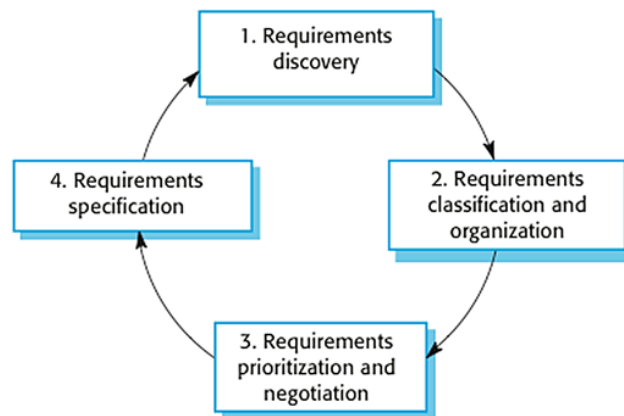 1. Requirements
discovery
2. Requirements
classification and
organization
3. Requirements
prioritization and
negotiation
4. Requirements
specification